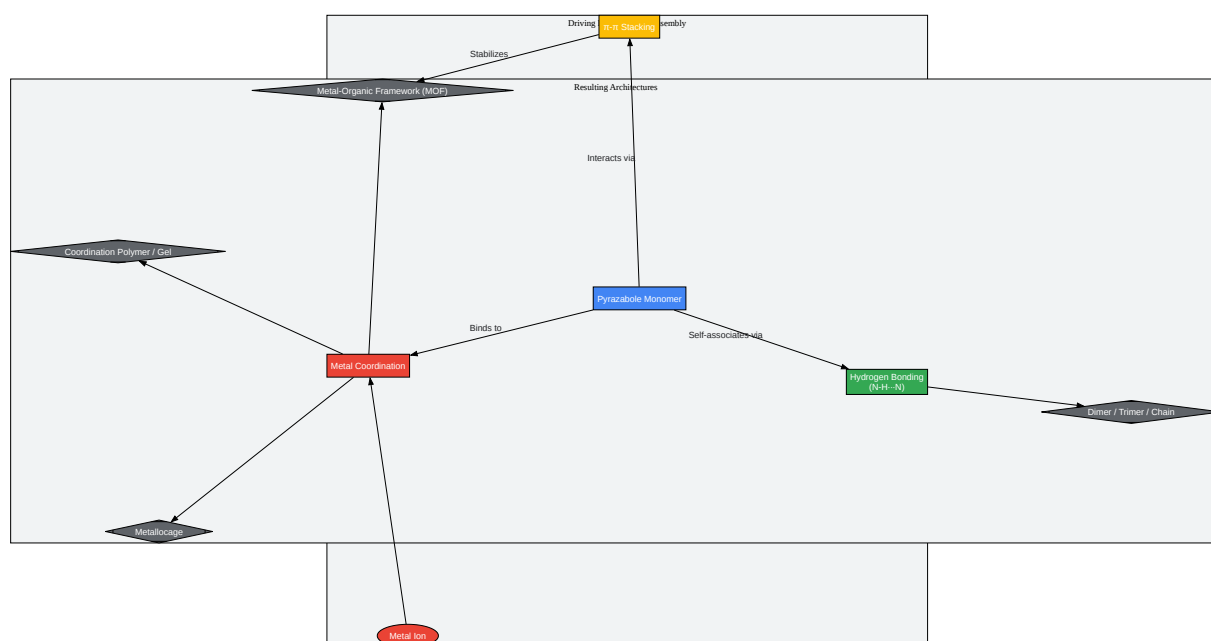 Driving
sembly
π-π Stacking
Stabilizes
Metal-Organic Framework (MOF)
Resulting Architectures
Interacts via
Coordination Polymer / Gel
Pyrazabole Monomer
Binds to
Self-associates via
Metal Coordination
Hydrogen Bonding
(N-H···N)
Dimer / Trimer / Chain
Metallocage
Metal Ion